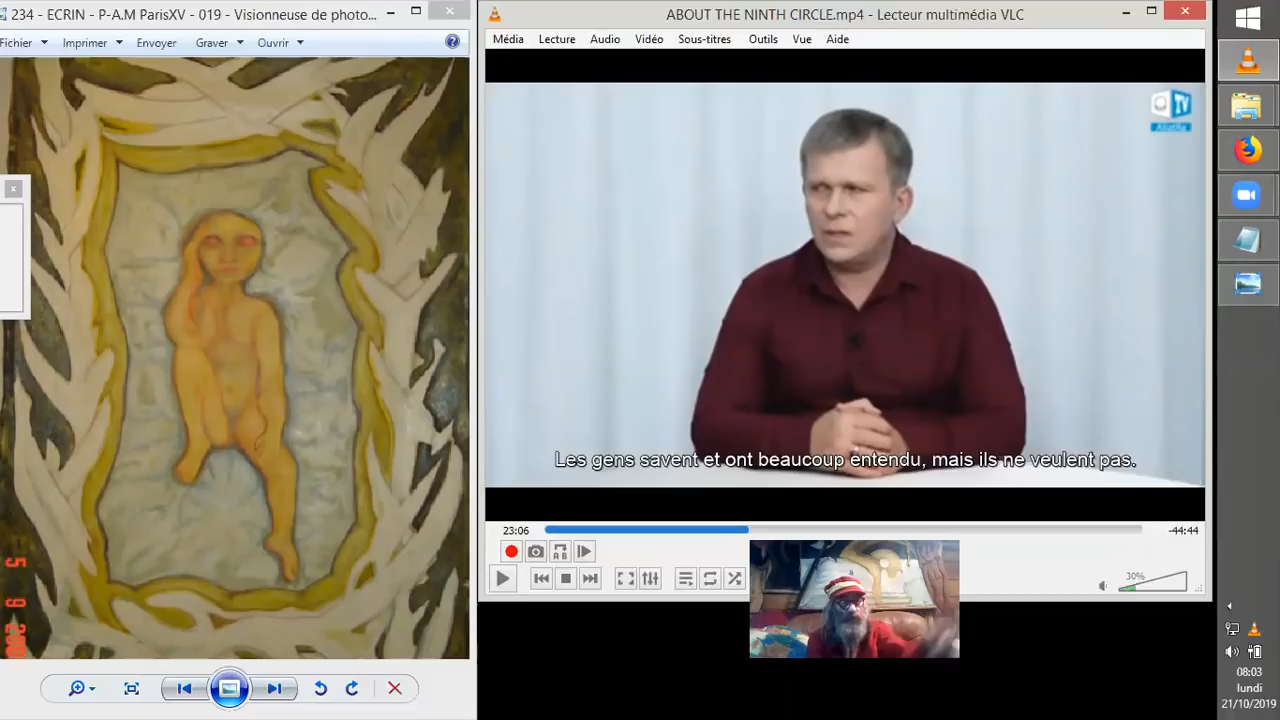 234 - ECRIN - P-A.M ParisXV - 019 - Visionneuse de photo...
Fichier Imprimer Envoyer Graver Ouvrir
ABOUT THE NINTH CIRCLE.mp4 - Lecteur multimédia VLC
Média Lecture Audio Vidéo Sous-titres Outils Vue Aide
TV
AllatRa
Les gens savent et ont beaucoup entendu, mais ils ne veulent pas.
23:06
-44:44
30%
08:03
lundi
21/10/2019